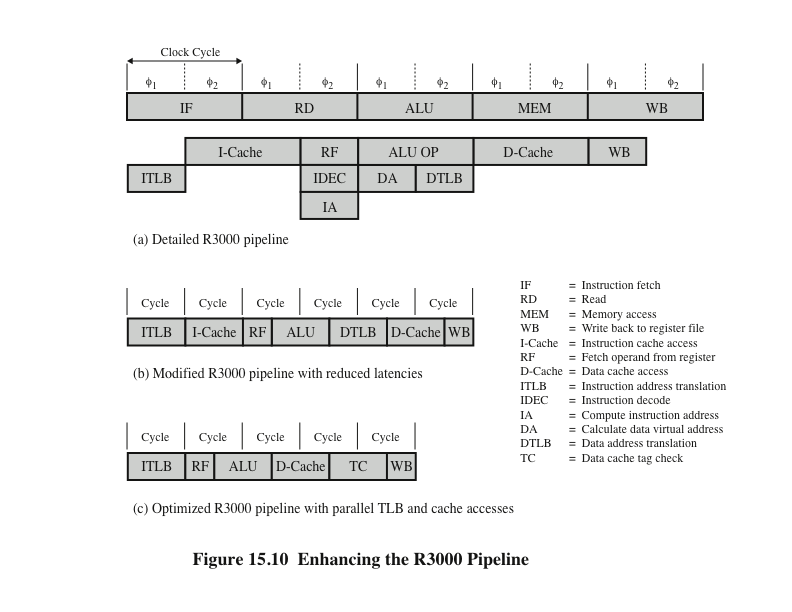 Clock Cycle
ϕ1 ϕ2 ϕ1 ϕ2 ϕ1 ϕ2 ϕ1 ϕ2 ϕ1 ϕ2
IF RD ALU MEM WB
I-Cache RF ALU OP D-Cache WB
ITLB IDEC DA DTLB
IA
(a) Detailed R3000 pipeline
Cycle Cycle Cycle Cycle Cycle Cycle
ITLB I-Cache RF ALU DTLB D-Cache WB
(b) Modified R3000 pipeline with reduced latencies
Cycle Cycle Cycle Cycle Cycle
ITLB RF ALU D-Cache TC WB
(c) Optimized R3000 pipeline with parallel TLB and cache accesses
IF = Instruction fetch
RD = Read
MEM = Memory access
WB = Write back to register file
I-Cache = Instruction cache access
RF = Fetch operand from register
D-Cache = Data cache access
ITLB = Instruction address translation
IDEC = Instruction decode
IA = Compute instruction address
DA = Calculate data virtual address
DTLB = Data address translation
TC = Data cache tag check
Figure 15.10 Enhancing the R3000 Pipeline